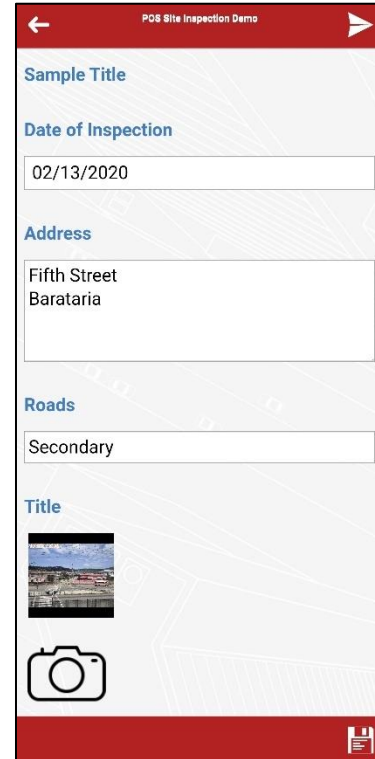 POS Site Inspection Demo
Sample Title
Date of Inspection
02/13/2020
Address
Fifth Street
Barataria
Roads
Secondary
Title